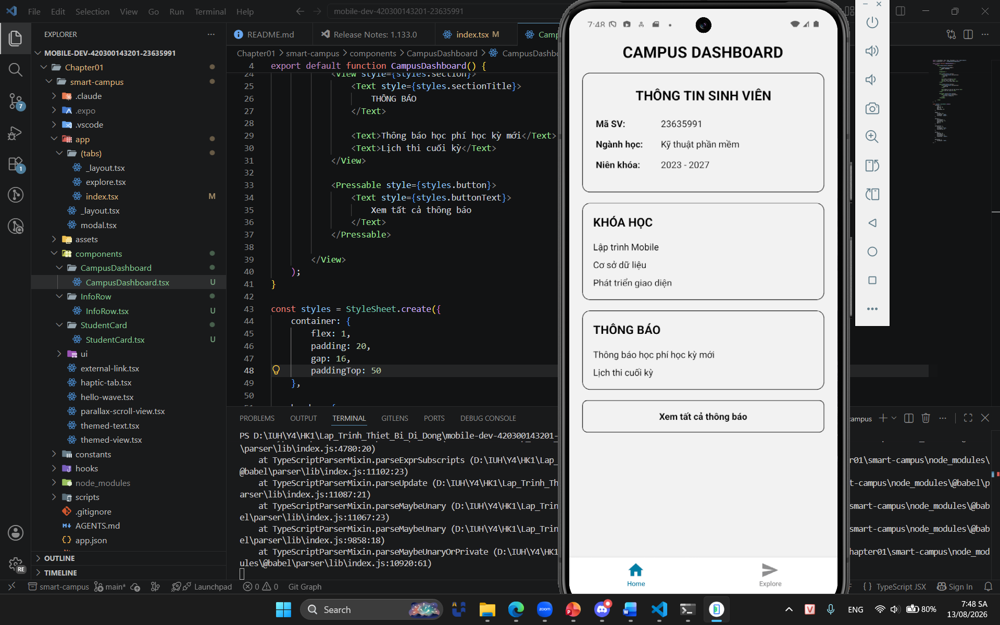 File Edit Selection View Go Run Terminal Help
mobile-dev-420300143201-23635991
EXPLORER
MOBILE-DEV-420300143201-23635991
Chapter01
smart-campus
.claude
.expo
.vscode
app
(tabs)
_layout.tsx
explore.tsx
index.tsx M
_layout.tsx
modal.tsx
assets
components
CampusDashboard
CampusDashboard.tsx U
InfoRow
InfoRow.tsx U
StudentCard
StudentCard.tsx U
ui
external-link.tsx
haptic-tab.tsx
hello-wave.tsx
parallax-scroll-view.tsx
themed-text.tsx
themed-view.tsx
constants
hooks
node_modules
scripts
.gitignore
AGENTS.md
app.json
OUTLINE
TIMELINE
7
1
RE
README.md Release Notes: 1.133.0 index.tsx M Camp
Chapter01 > smart-campus > components > CampusDashboard > CampusDashb
4 export default function CampusDashboard() {
24 <View style={styles.section}>
25 <Text style={styles.sectionTitle}>
26 THÔNG BÁO
27 </Text>
28
29 <Text>Thông báo học phí học kỳ mới</Text>
30 <Text>Lịch thi cuối kỳ</Text>
31 </View>
32
33 <Pressable style={styles.button}>
34 <Text style={styles.buttonText}>
35 Xem tất cả thông báo
36 </Text>
37 </Pressable>
38
39 </View>
40 );
41 }
42
43 const styles = StyleSheet.create({
44 container: {
45 flex: 1,
46 padding: 20,
47 gap: 16,
48 paddingTop: 50
49 },
50
PROBLEMS OUTPUT TERMINAL GITLENS PORTS DEBUG CONSOLE
ampus
PS D:\IUH\Y4\HK1\Lap_Trinh_Thiet_Bi_Di_Dong\mobile-dev-420300143201-
\parser\lib\index.js:4780:20)
at TypeScriptParserMixin.parseExprSubscripts (D:\IUH\Y4\HK1\Lap_ r01\smart-campus\node_modules\
@babel\parser\lib\index.js:11102:23)
at TypeScriptParserMixin.parseUpdate (D:\IUH\Y4\HK1\Lap_Trinh_Th t-campus\node_modules\@babel\p
arser\lib\index.js:11087:21)
at TypeScriptParserMixin.parseMaybeUnary (D:\IUH\Y4\HK1\Lap_Trin smart-campus\node_modules\@bab
el\parser\lib\index.js:11067:23)
at TypeScriptParserMixin.parseMaybeUnary (D:\IUH\Y4\HK1\Lap_Trin smart-campus\node_modules\@bab
el\parser\lib\index.js:9858:18)
at TypeScriptParserMixin.parseMaybeUnaryOrPrivate (D:\IUH\Y4\HK1 hapter01\smart-campus\node_mod
ules\@babel\parser\lib\index.js:10920:61)
7:48
CAMPUS DASHBOARD
THÔNG TIN SINH VIÊN
Mã SV: 23635991
Ngành học: Kỹ thuật phần mềm
Niên khóa: 2023 - 2027
KHÓA HỌC
Lập trình Mobile
Cơ sở dữ liệu
Phát triển giao diện
THÔNG BÁO
Thông báo học phí học kỳ mới
Lịch thi cuối kỳ
Xem tất cả thông báo
Home Explore
smart-campus main* Launchpad 0 0 Git Graph
{ } TypeScript JSX Sign In
Search
zoom
ENG
80%
7:48 SA
13/08/2026